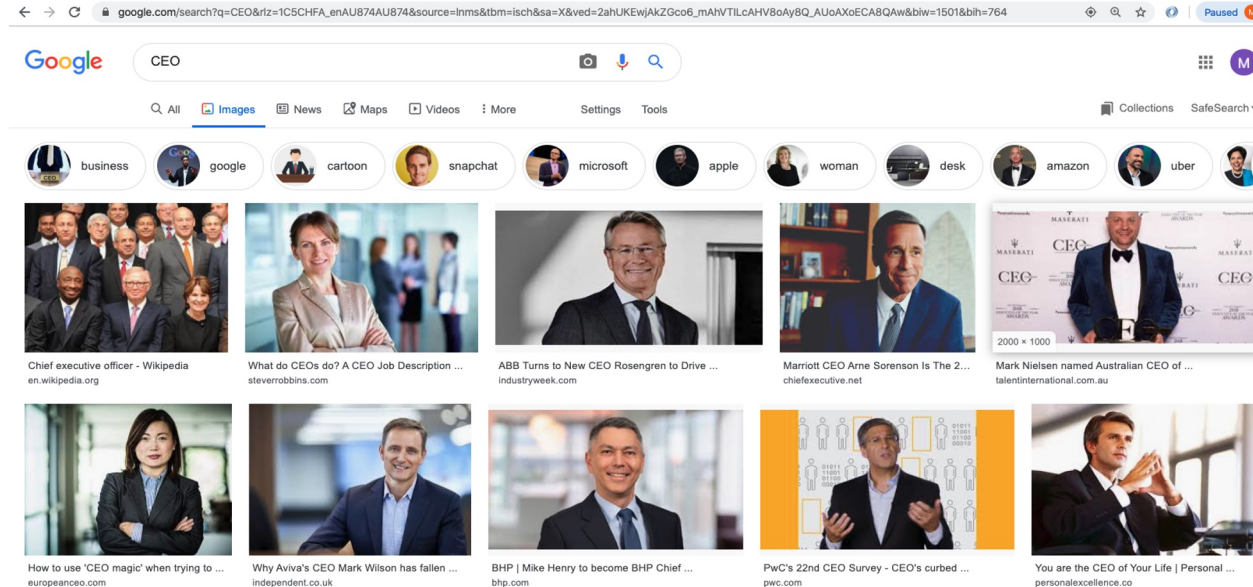 google.com/search?q=CEO&rlz=1C5CHFA_enAU874AU874&source=lnms&tbm=isch&sa=X&ved=2ahUKEwjAkZGco6_mAhVTILcAHV8oAy8Q_AUoAXoECA8QAw&biw=1501&bih=764
Paused
Google
CEO
M
All Images News Maps Videos More Settings Tools
Collections SafeSearch
business google cartoon snapchat microsoft apple woman desk amazon uber
MASERATI
CEO
MASERATI
CEO
2000 × 1000
Chief executive officer - Wikipedia
en.wikipedia.org
What do CEOs do? A CEO Job Description ...
steverrobbins.com
ABB Turns to New CEO Rosengren to Drive ...
industryweek.com
Marriott CEO Arne Sorenson Is The 2...
chiefexecutive.net
Mark Nielsen named Australian CEO of ...
talentinternational.com.au
How to use 'CEO magic' when trying to ...
europeanceo.com
Why Aviva's CEO Mark Wilson has fallen ...
independent.co.uk
BHP | Mike Henry to become BHP Chief ...
bhp.com
PwC's 22nd CEO Survey - CEO's curbed ...
pwc.com
You are the CEO of Your Life | Personal ...
personalexcellence.co